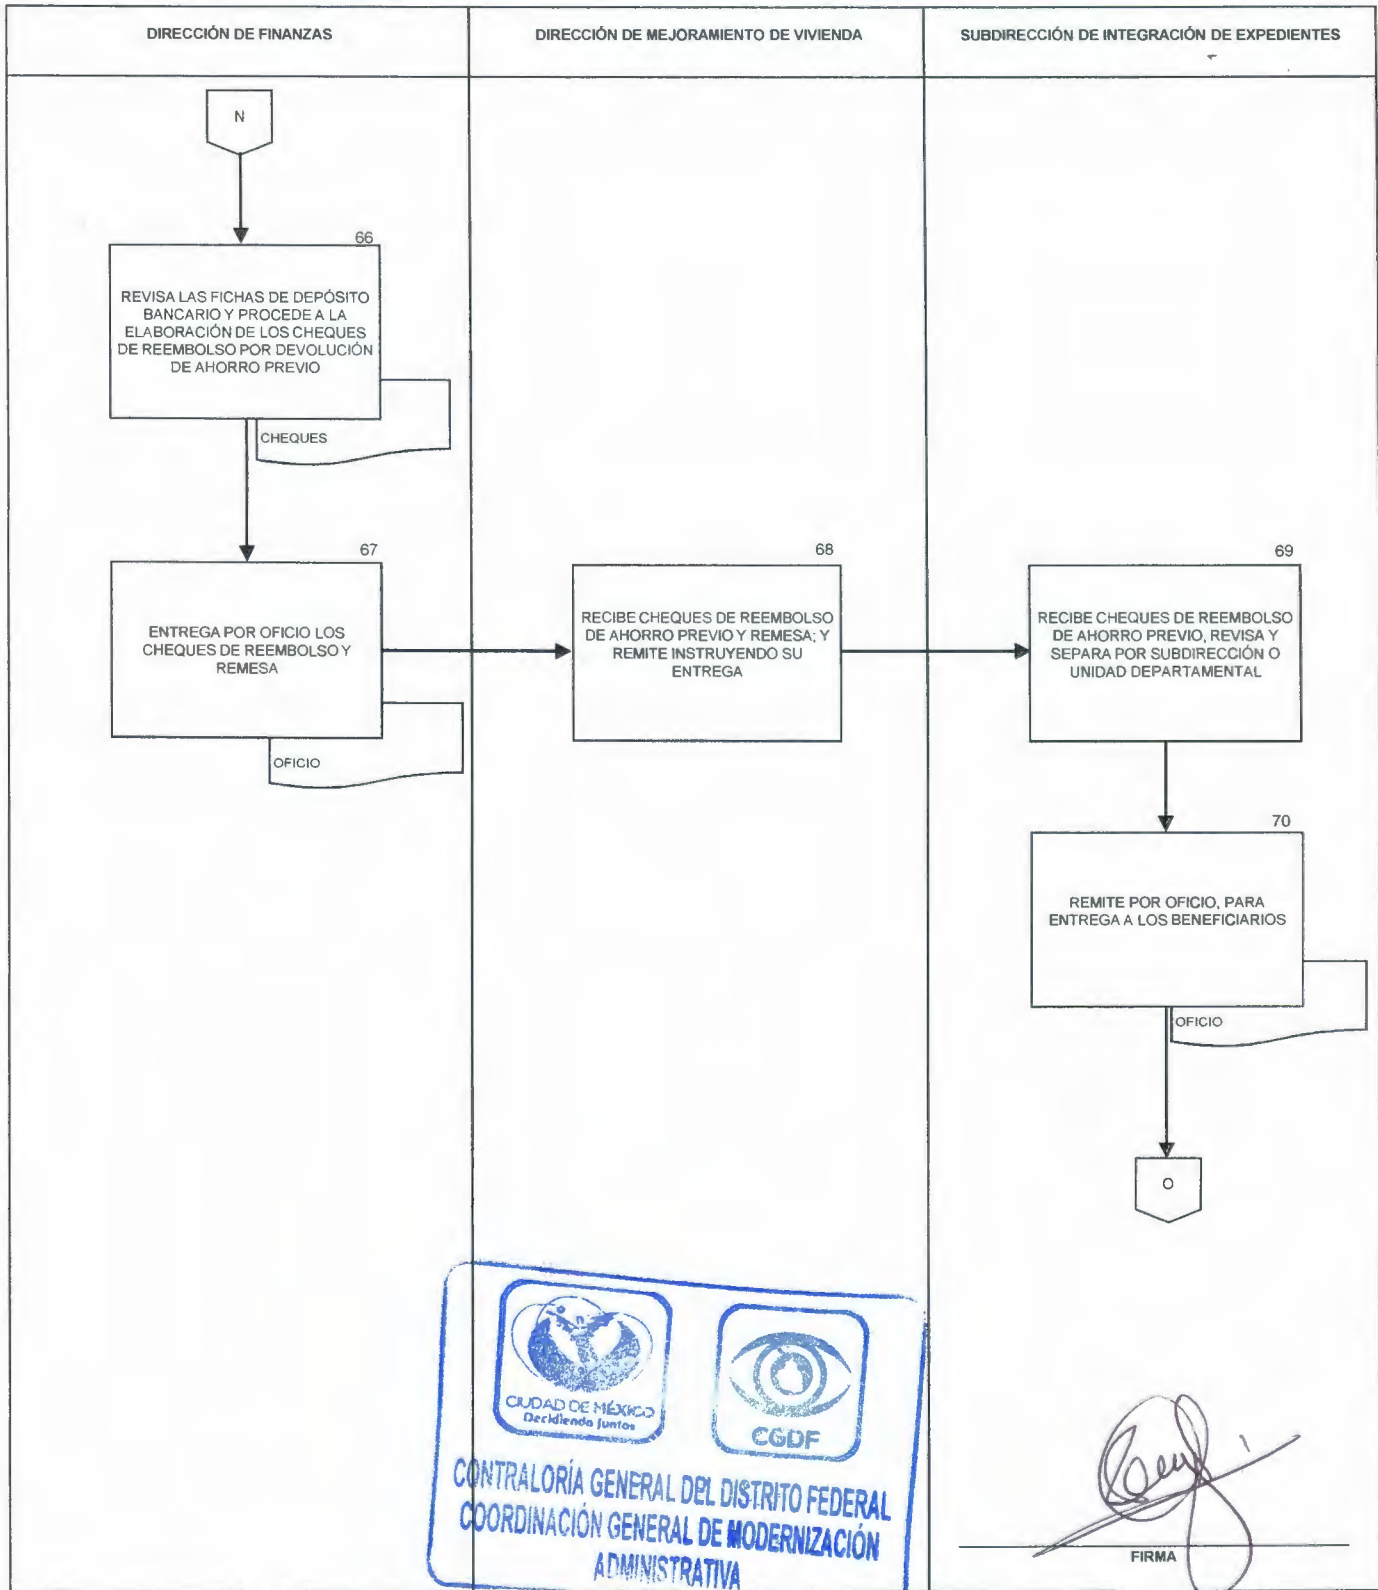 DIRECCIÓN DE FINANZAS
DIRECCIÓN DE MEJORAMIENTO DE VIVIENDA
SUBDIRECCIÓN DE INTEGRACIÓN DE EXPEDIENTES
N
66
REVISA LAS FICHAS DE DEPÓSITO
BANCARIO Y PROCEDE A LA
ELABORACIÓN DE LOS CHEQUES
DE REEMBOLSO POR DEVOLUCIÓN
DE AHORRO PREVIO
CHEQUES
67
ENTREGA POR OFICIO LOS
CHEQUES DE REEMBOLSO Y
REMESA
OFICIO
68
RECIBE CHEQUES DE REEMBOLSO
DE AHORRO PREVIO Y REMESA; Y
REMITE INSTRUYENDO SU
ENTREGA
69
RECIBE CHEQUES DE REEMBOLSO
DE AHORRO PREVIO, REVISA Y
SEPARA POR SUBDIRECCIÓN O
UNIDAD DEPARTAMENTAL
70
REMITE POR OFICIO, PARA
ENTREGA A LOS BENEFICIARIOS
OFICIO
O
CIUDAD DE MÉXICO
Decidiendo Juntos
CGDF
CONTRALORÍA GENERAL DEL DISTRITO FEDERAL
COORDINACIÓN GENERAL DE MODERNIZACIÓN
ADMINISTRATIVA
FIRMA